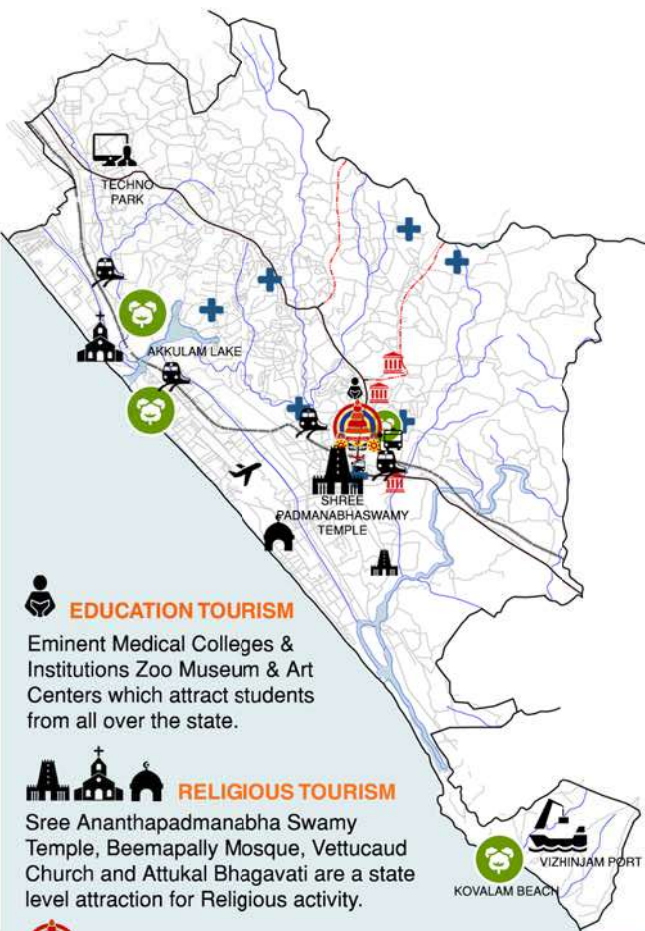 TECHNO
PARK
AKKULAM LAKE
SHREE
PADMANABHASWAMY
TEMPLE
EDUCATION TOURISM
Eminent Medical Colleges &
Institutions Zoo Museum & Art
Centers which attract students
from all over the state.
RELIGIOUS TOURISM
Sree Ananthapadmanabha Swamy
Temple, Beemapally Mosque, Vettucaud
Church and Attukal Bhagavati are a state
level attraction for Religious activity.
VIZHINJAM PORT
KOVALAM BEACH